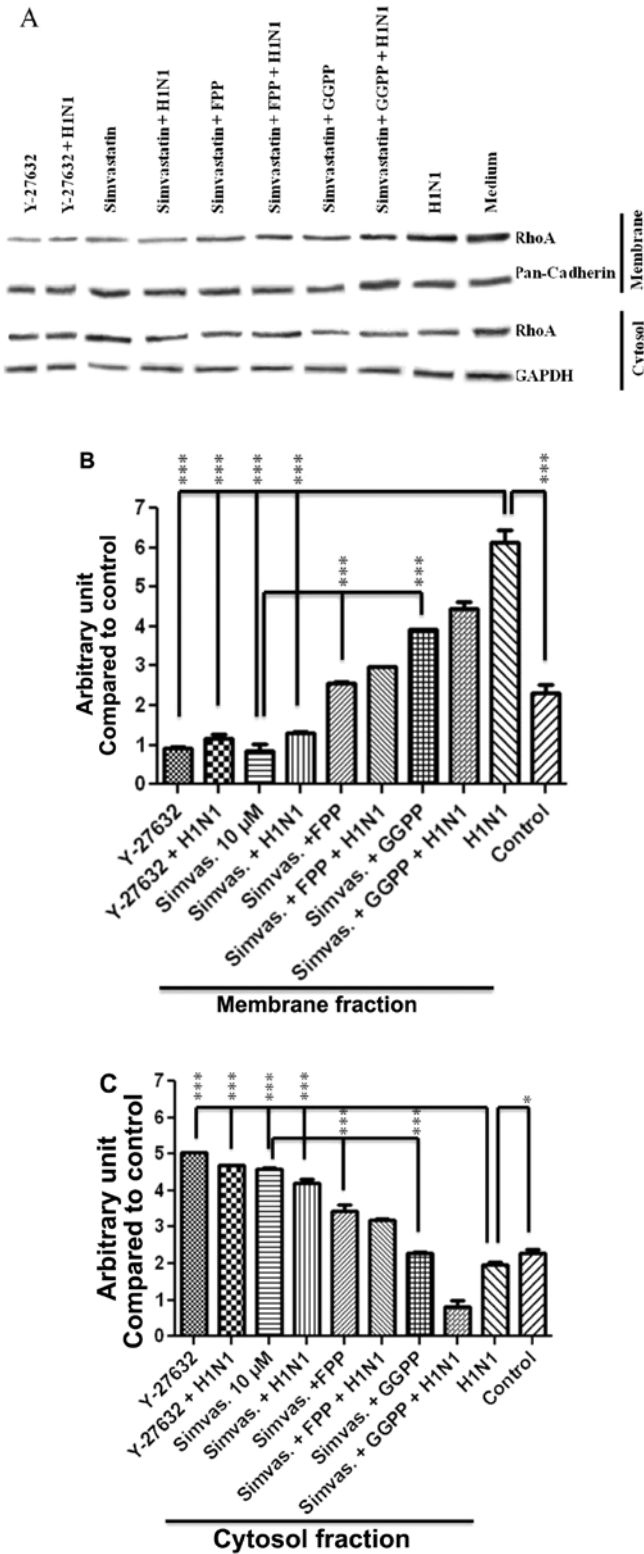 A
Y-27632
Y-27632 + H1N1
Simvastatin
Simvastatin + H1N1
Simvastatin + FPP
Simvastatin + FPP + H1N1
Simvastatin + GGPP
Simvastatin + GGPP + H1N1
H1N1
Medium
RhoA
Pan-Cadherin
Membrane
RhoA
GAPDH
Cytosol
B
*** *** *** *** ***
*** ***
Arbitrary unit
Compared to control
7
6
5
4
3
2
1
0
Y-27632
Y-27632 + H1N1
Simvas. 10 µM
Simvas. + H1N1
Simvas. +FPP
Simvas. + FPP + H1N1
Simvas. + GGPP
Simvas. + GGPP + H1N1
H1N1
Control
Membrane fraction
C
*** *** *** *** *
*** ***
Arbitrary unit
Compared to control
7
6
5
4
3
2
1
0
Y-27632
Y-27632 + H1N1
Simvas. 10 µM
Simvas. + H1N1
Simvas. +FPP
Simvas. + FPP + H1N1
Simvas. + GGPP
Simvas. + GGPP + H1N1
H1N1
Control
Cytosol fraction